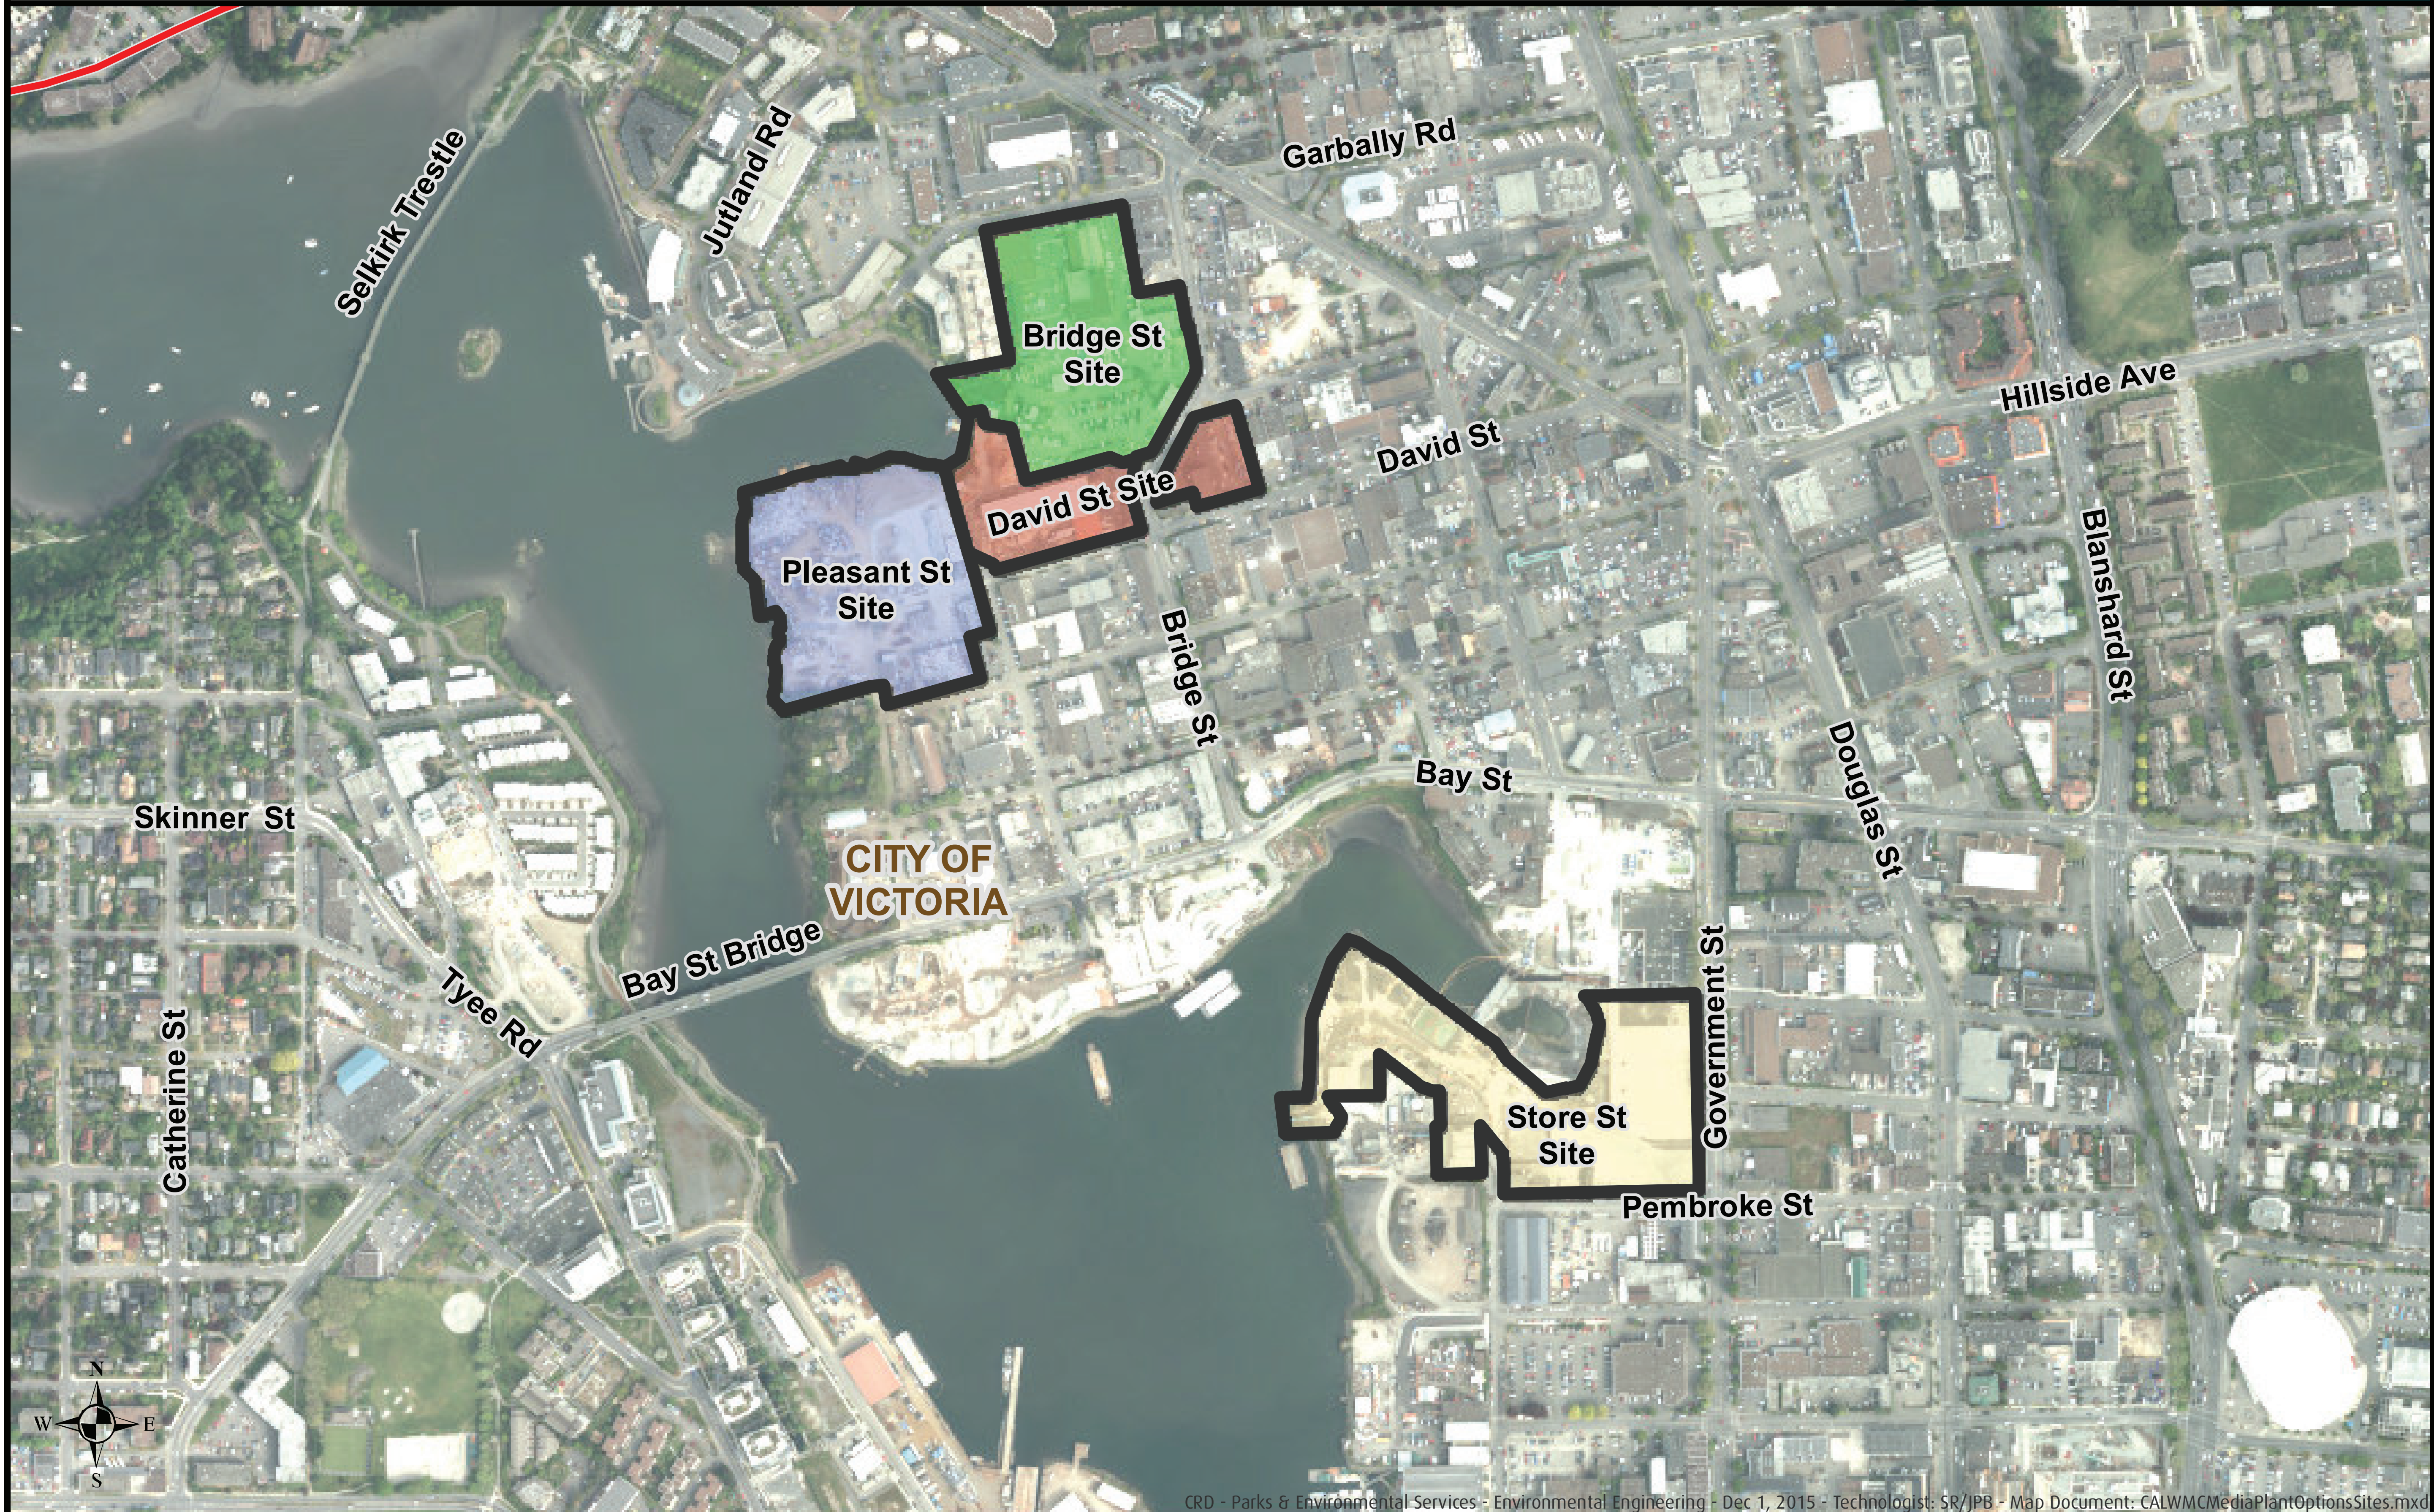 Selkirk Trestle
Jutland Rd
Garbally Rd
Bridge St
Site
Hillside Ave
David St
David St Site
Pleasant St
Site
Blanshard St
Bridge St
Bay St
Douglas St
Skinner St
CITY OF
VICTORIA
Bay St Bridge
Tyee Rd
Catherine St
Government St
Store St
Site
Pembroke St
N
W E
S
CRD - Parks & Environmental Services - Environmental Engineering - Dec 1, 2015 - Technologist: SR/JPB - Map Document: CALWMCMediaPlantOptionsSites.mx